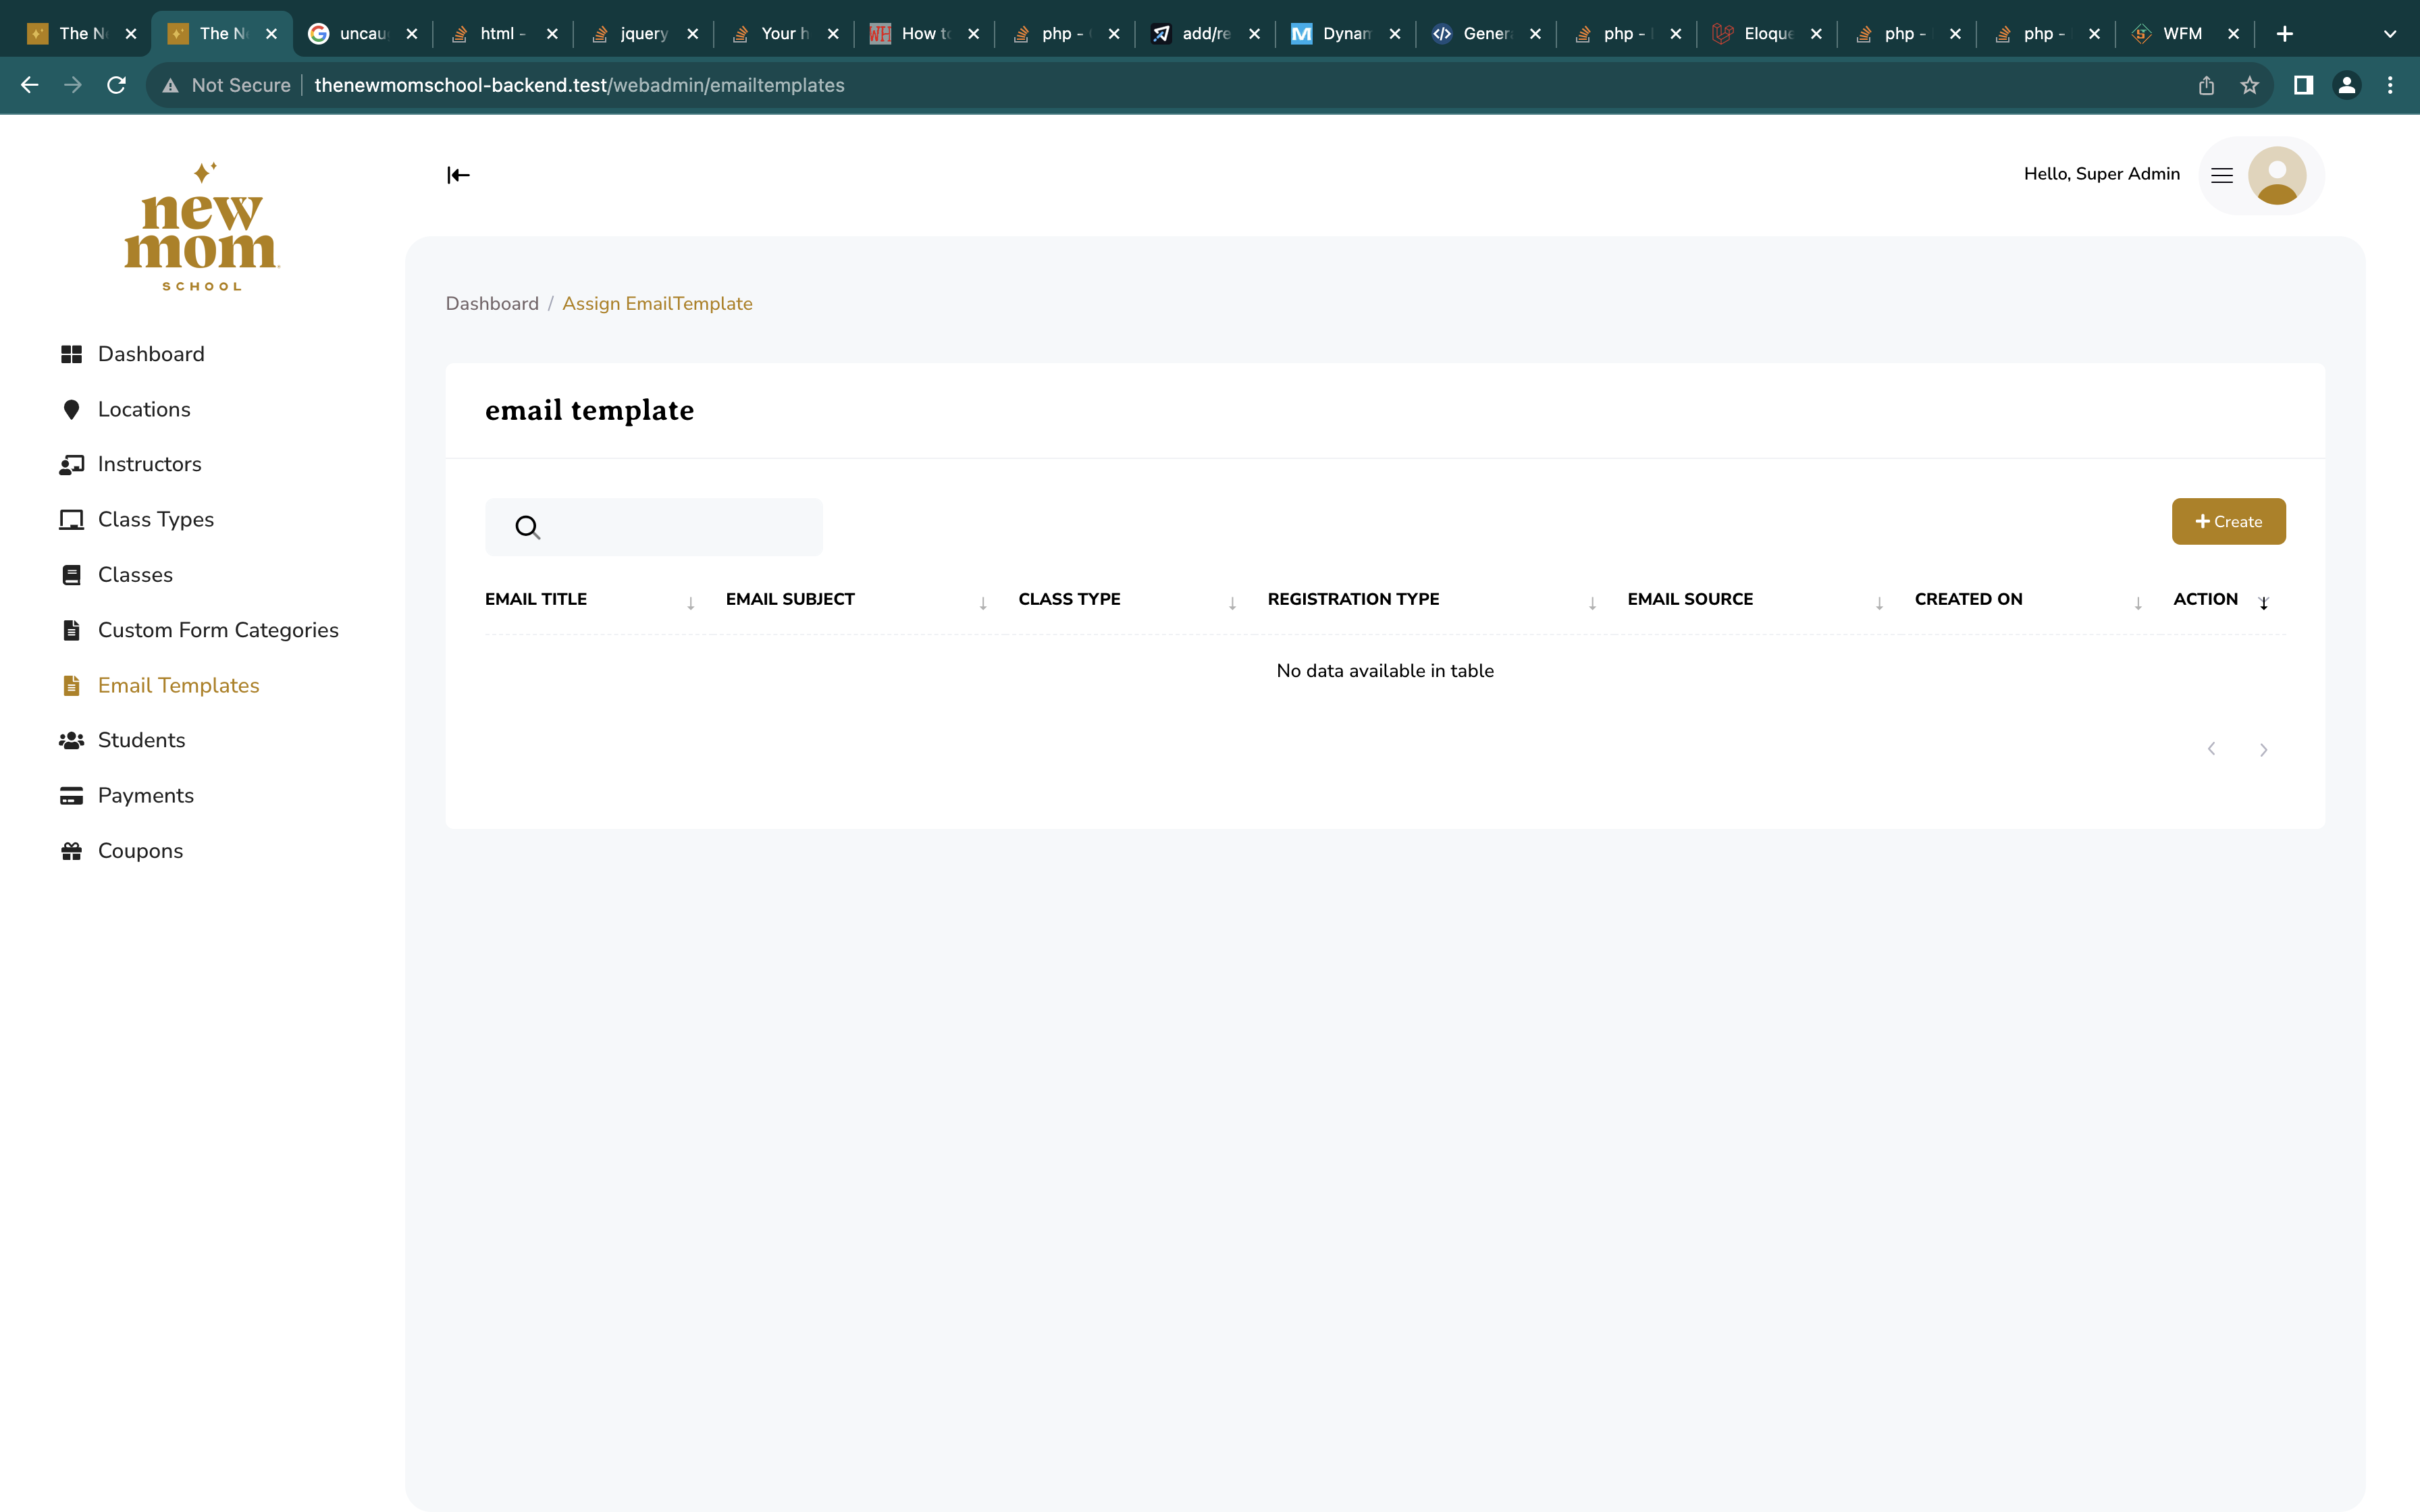 The N
The N
uncau
html -
jquery
Your h
How t
php -
add/re
Dynam
Gener
php -
Eloque
php -
php -
WFM
Not Secure thenewmomschool-backend.test/webadmin/emailtemplates
new
mom
SCHOOL
Hello, Super Admin
Dashboard
Locations
Instructors
Class Types
Classes
Custom Form Categories
Email Templates
Students
Payments
Coupons
Dashboard / Assign EmailTemplate
email template
+ Create
EMAIL TITLE EMAIL SUBJECT CLASS TYPE REGISTRATION TYPE EMAIL SOURCE CREATED ON ACTION
No data available in table